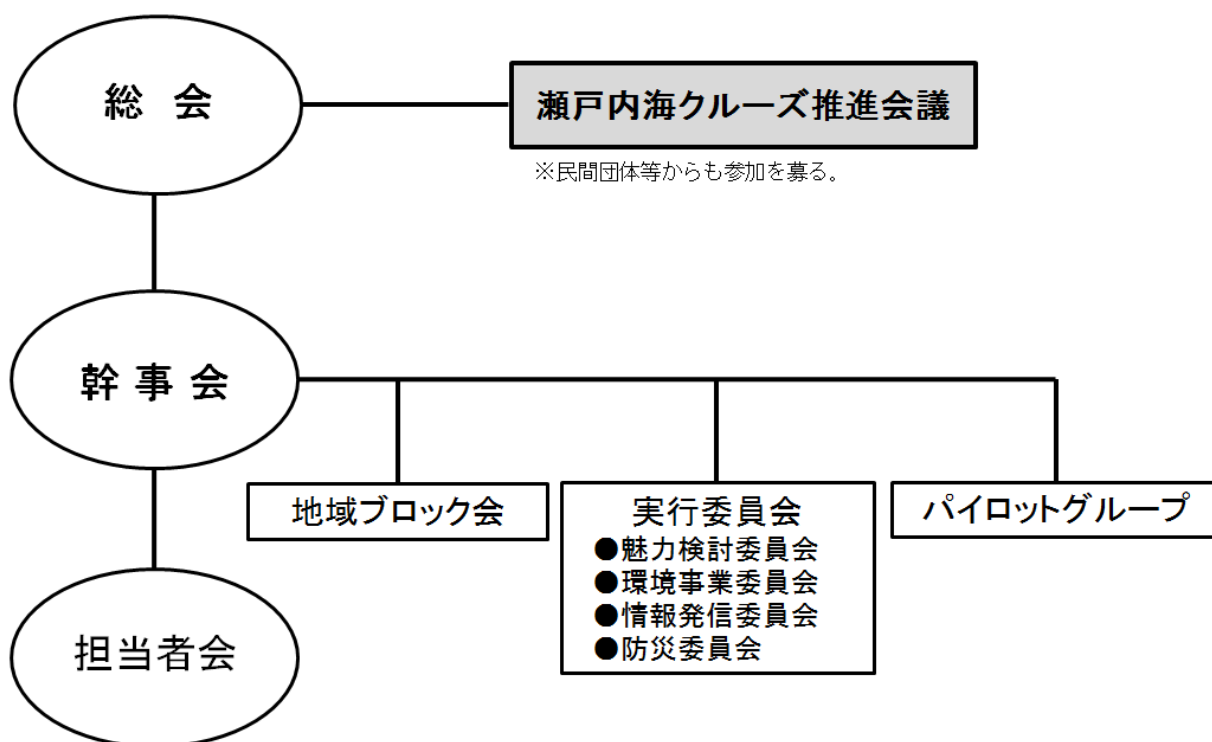 総 会
瀬戸内海クルーズ推進会議
※民間団体等からも参加を募る。
幹 事 会
地域ブロック会
実行委員会
●魅力検討委員会
●環境事業委員会
●情報発信委員会
●防災委員会
パイロットグループ
担当者会